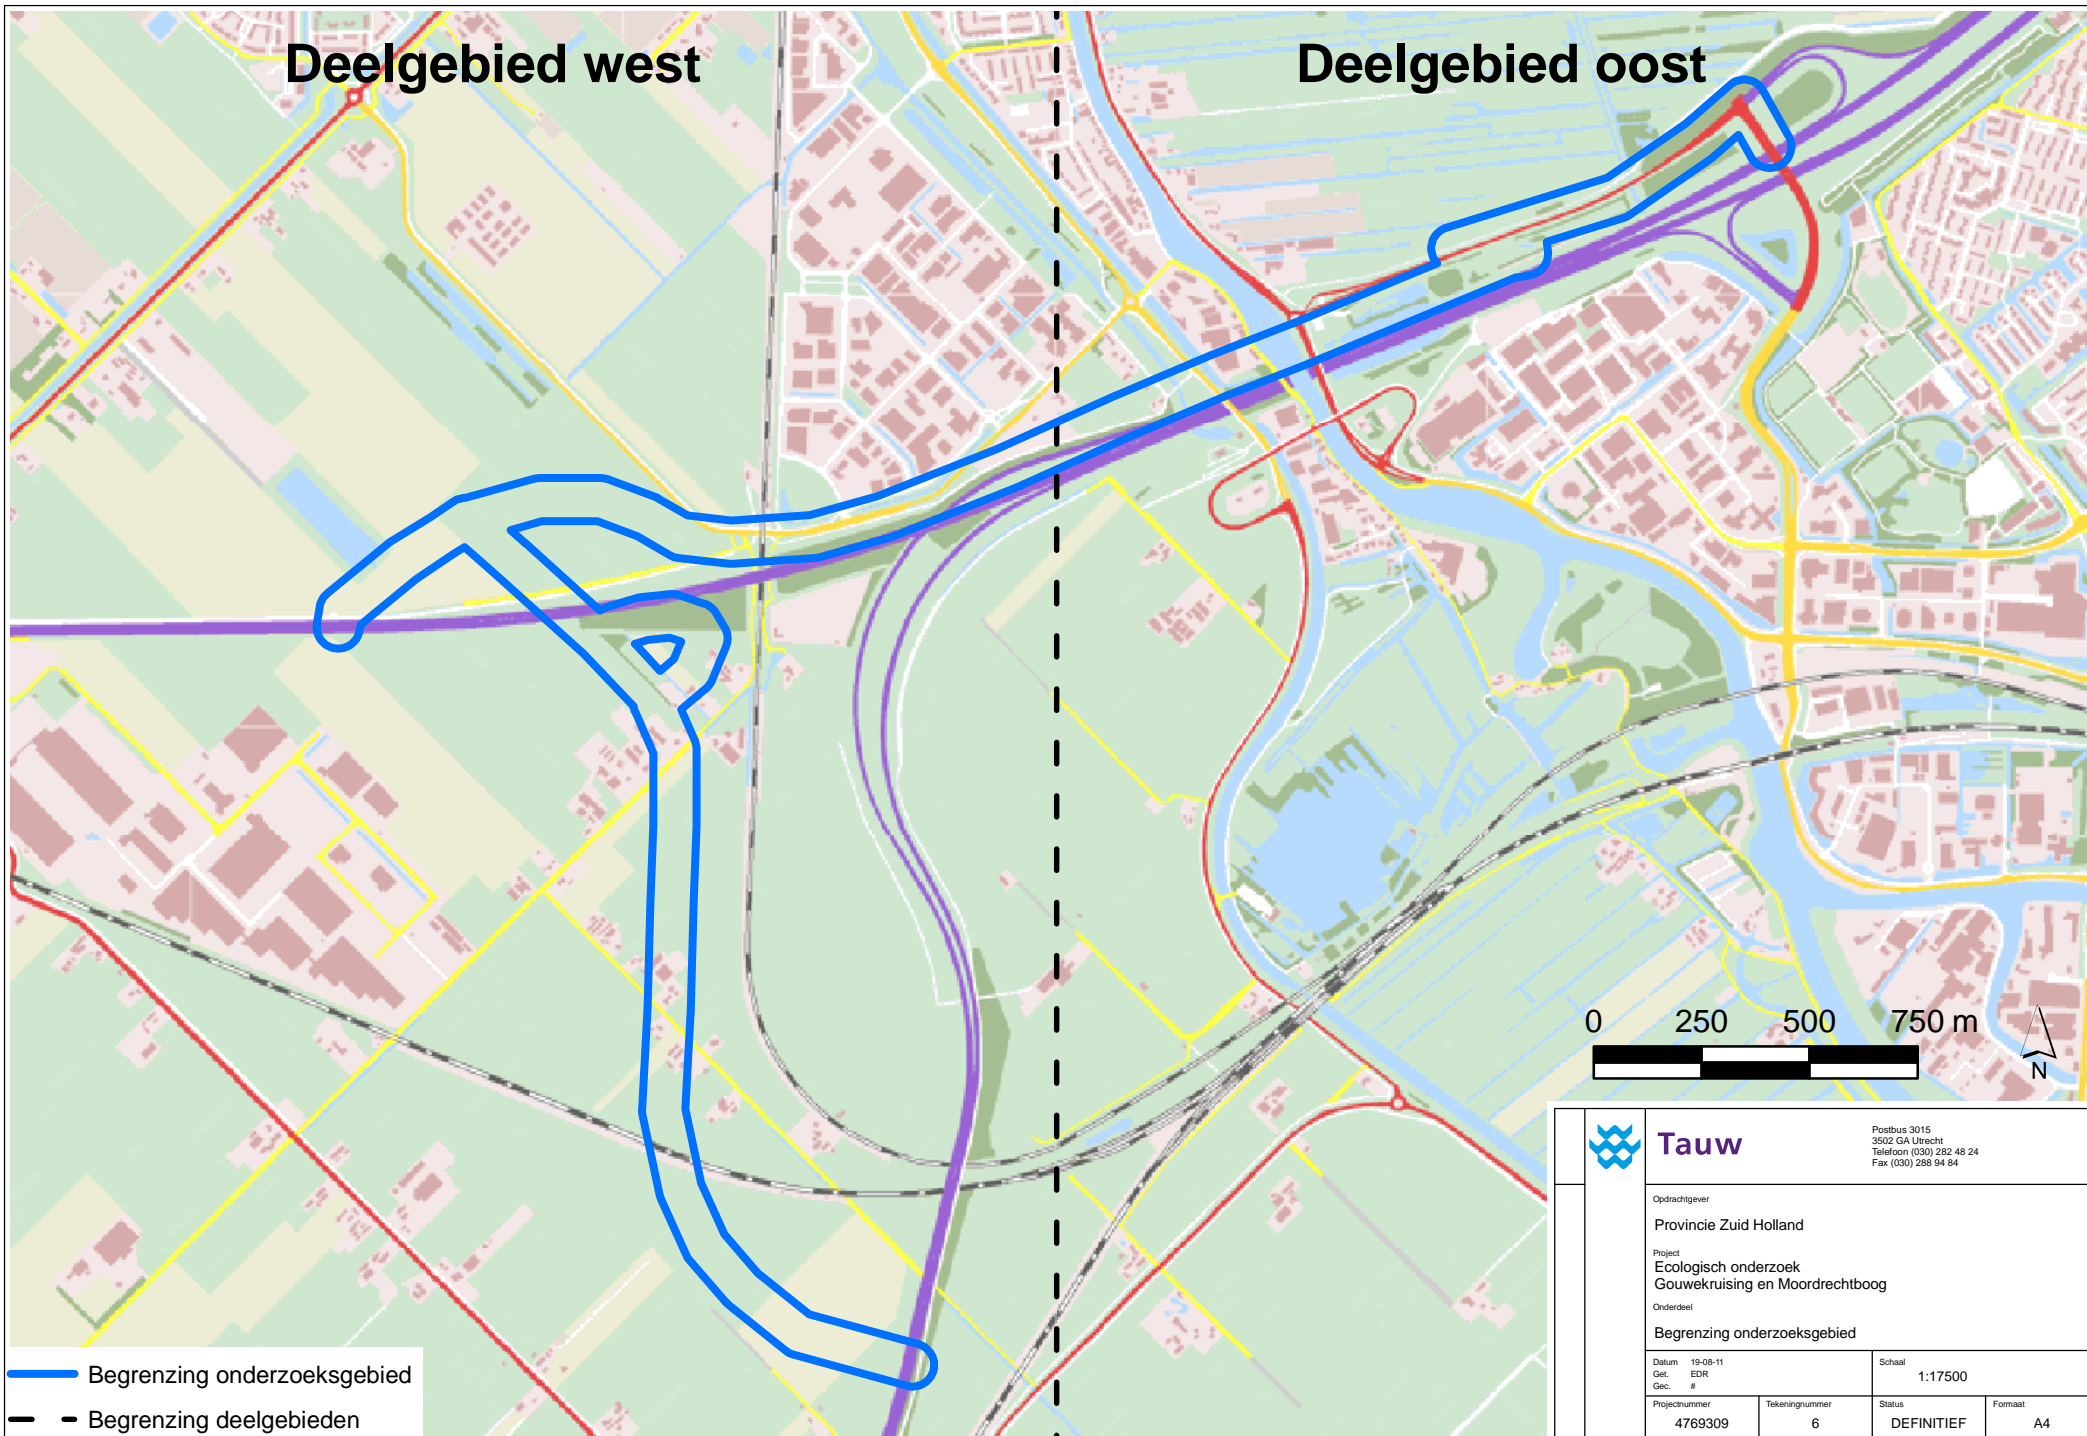 Deelgebied west
Deelgebied oost
0 250 500 750 m
N
Tauw
Postbus 3015
3502 GA Utrecht
Telefoon (030) 282 48 24
Fax (030) 288 94 84
Opdrachtgever
Provincie Zuid Holland
Project
Ecologisch onderzoek
Gouwekruising en Moordrechtboog
Onderdeel
Begrenzing onderzoeksgebied
Datum 19-08-11
Get. EDR
Gec. #
Schaal
1:17500
Projectnummer
4769309
Tekeningnummer
6
Status
DEFINITIEF
Formaat
A4
Begrenzing onderzoeksgebied
Begrenzing deelgebieden